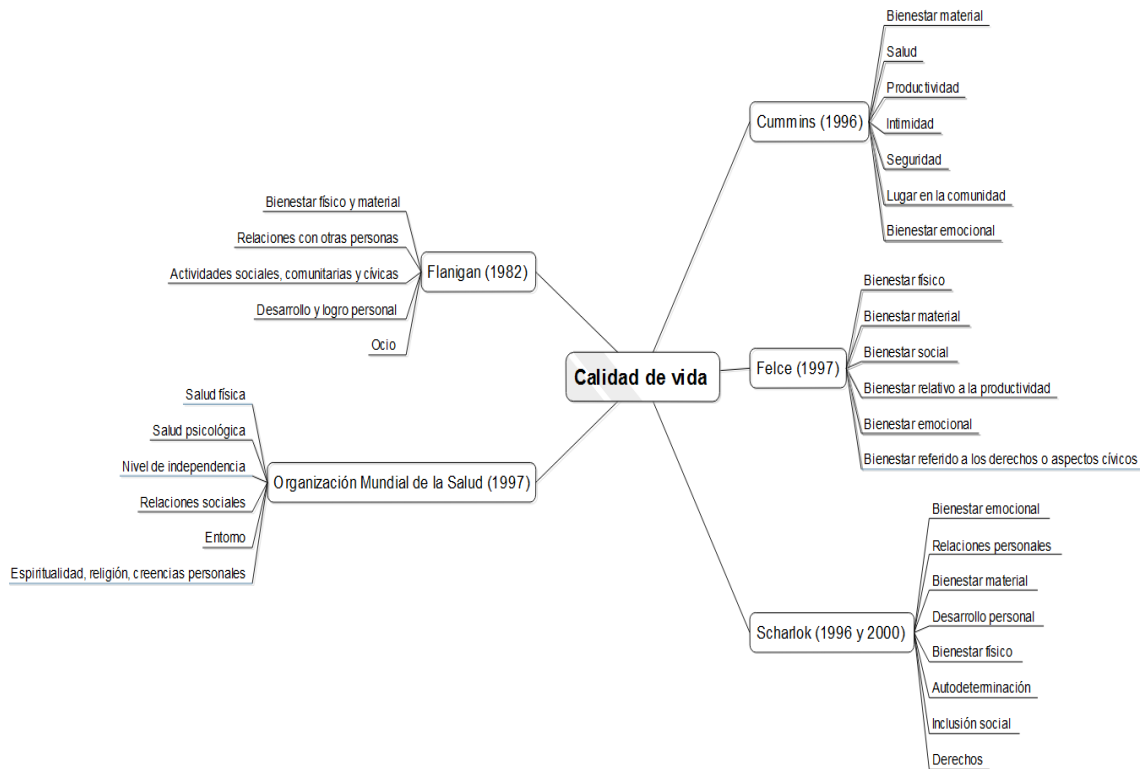 Calidad de vida
Flanigan (1982)
Bienestar físico y material
Relaciones con otras personas
Actividades sociales, comunitarias y cívicas
Desarrollo y logro personal
Ocio
Organización Mundial de la Salud (1997)
Salud física
Salud psicológica
Nivel de independencia
Relaciones sociales
Entorno
Espiritualidad, religión, creencias personales
Cummins (1996)
Bienestar material
Salud
Productividad
Intimidad
Seguridad
Lugar en la comunidad
Bienestar emocional
Felce (1997)
Bienestar físico
Bienestar material
Bienestar social
Bienestar relativo a la productividad
Bienestar emocional
Bienestar referido a los derechos o aspectos cívicos
Scharlok (1996 y 2000)
Bienestar emocional
Relaciones personales
Bienestar material
Desarrollo personal
Bienestar físico
Autodeterminación
Inclusión social
Derechos